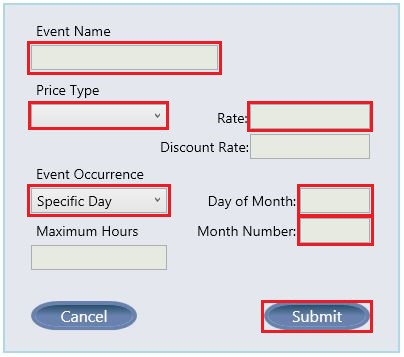 Event Name
Price Type
Rate:
Discount Rate:
Event Occurrence
Specific Day
Day of Month:
Maximum Hours
Month Number:
Cancel
Submit